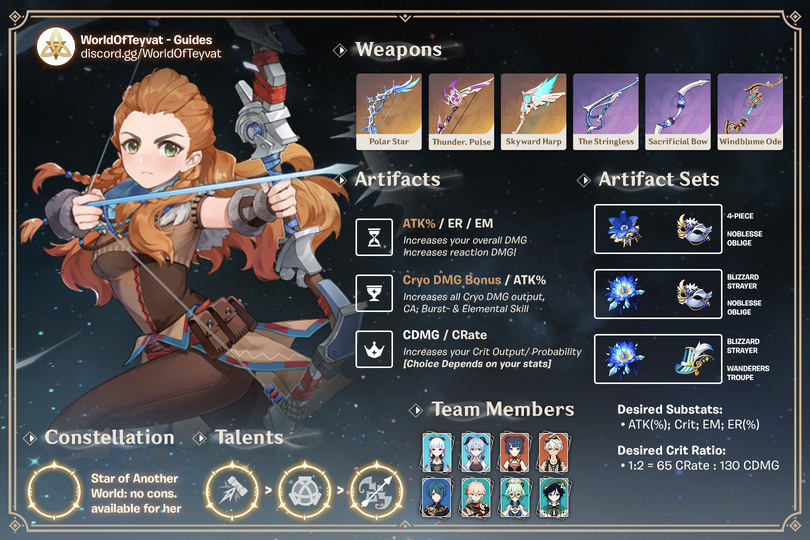 WorldOfTeyvat - Guides
discord.gg/WorldOfTeyvat
Weapons
Polar Star
Thunder. Pulse
Skyward Harp
The Stringless
Sacrificial Bow
Windblume Ode
Artifacts
ATK% / ER / EM
Increases your overall DMG
Increases reaction DMG!
Cryo DMG Bonus / ATK%
Increases all Cryo DMG output,
CA; Burst- & Elemental Skill
CDMG / CRate
Increases your Crit Output/ Probability
[Choice Depends on your stats]
Artifact Sets
4-PIECE
NOBLESSE
OBLIGE
BLIZZARD
STRAYER
NOBLESSE
OBLIGE
BLIZZARD
STRAYER
WANDERERS
TROUPE
Desired Substats:
• ATK(%); Crit; EM; ER(%)
Desired Crit Ratio:
• 1:2 = 65 CRate : 130 CDMG
Team Members
Constellation
Star of Another
World: no cons.
available for her
Talents
> >